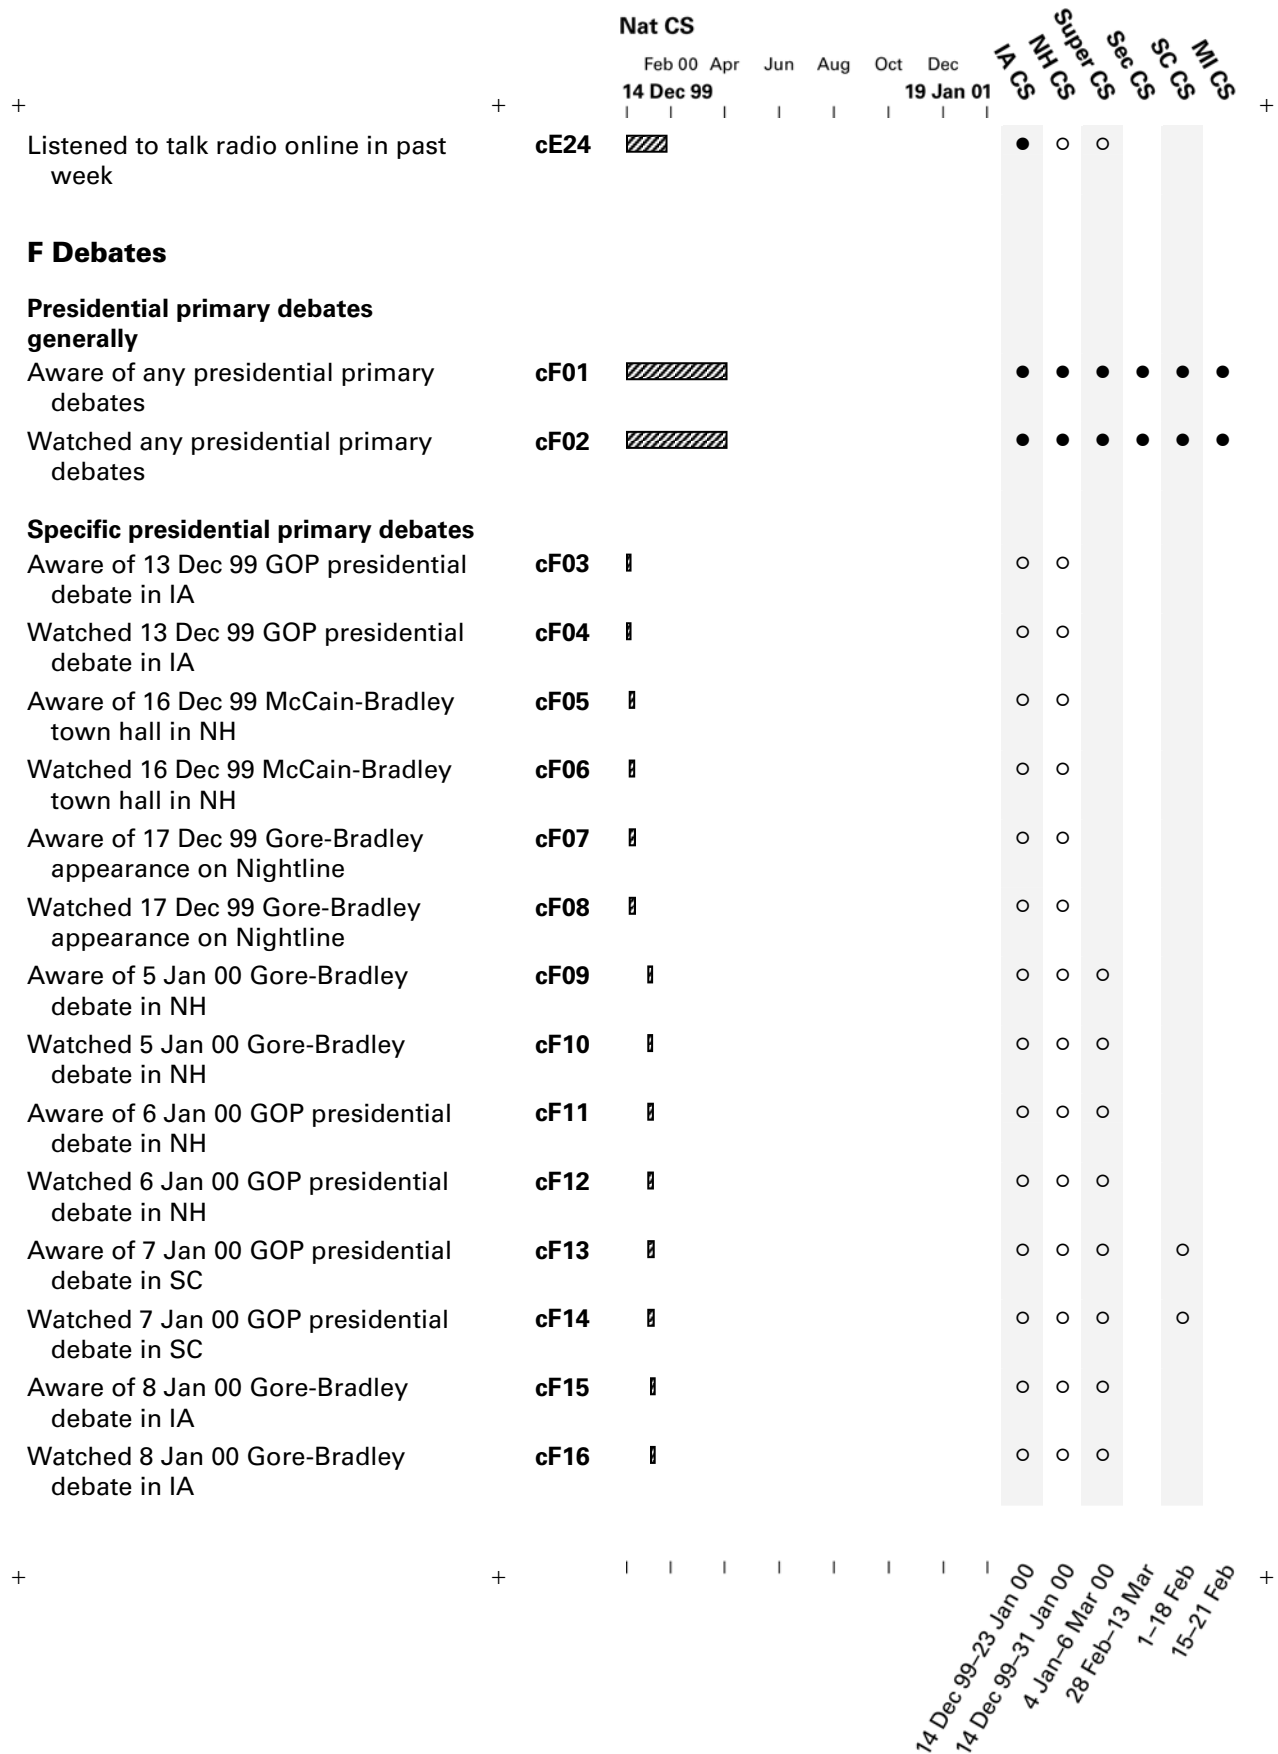 Nat CS
Feb 00 Apr Jun Aug Oct Dec
14 Dec 99 19 Jan 01
IA CS
NH CS
Super CS
Sec CS
SC CS
MI CS
Listened to talk radio online in past cE24
week
F Debates
Presidential primary debates
generally
Aware of any presidential primary cF01
debates
Watched any presidential primary cF02
debates
Specific presidential primary debates
Aware of 13 Dec 99 GOP presidential cF03
debate in IA
Watched 13 Dec 99 GOP presidential cF04
debate in IA
Aware of 16 Dec 99 McCain-Bradley cF05
town hall in NH
Watched 16 Dec 99 McCain-Bradley cF06
town hall in NH
Aware of 17 Dec 99 Gore-Bradley cF07
appearance on Nightline
Watched 17 Dec 99 Gore-Bradley cF08
appearance on Nightline
Aware of 5 Jan 00 Gore-Bradley cF09
debate in NH
Watched 5 Jan 00 Gore-Bradley cF10
debate in NH
Aware of 6 Jan 00 GOP presidential cF11
debate in NH
Watched 6 Jan 00 GOP presidential cF12
debate in NH
Aware of 7 Jan 00 GOP presidential cF13
debate in SC
Watched 7 Jan 00 GOP presidential cF14
debate in SC
Aware of 8 Jan 00 Gore-Bradley cF15
debate in IA
Watched 8 Jan 00 Gore-Bradley cF16
debate in IA
14 Dec 99–23 Jan 00
14 Dec 99–31 Jan 00
4 Jan–6 Mar 00
28 Feb–13 Mar
1–18 Feb
15–21 Feb